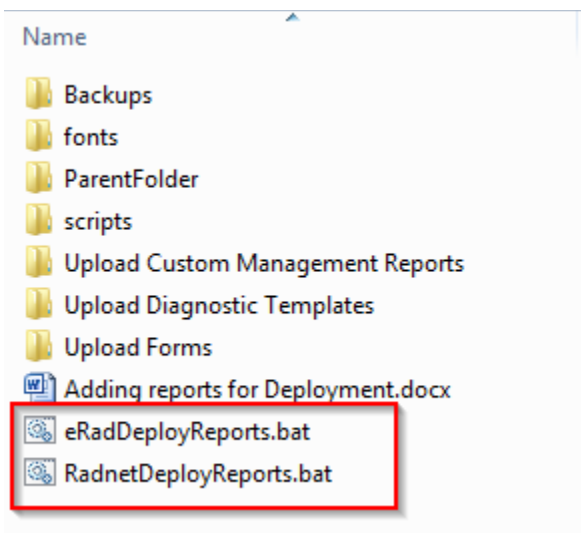 Name
Backups
fonts
ParentFolder
scripts
Upload Custom Management Reports
Upload Diagnostic Templates
Upload Forms
Adding reports for Deployment.docx
eRadDeployReports.bat
RadnetDeployReports.bat